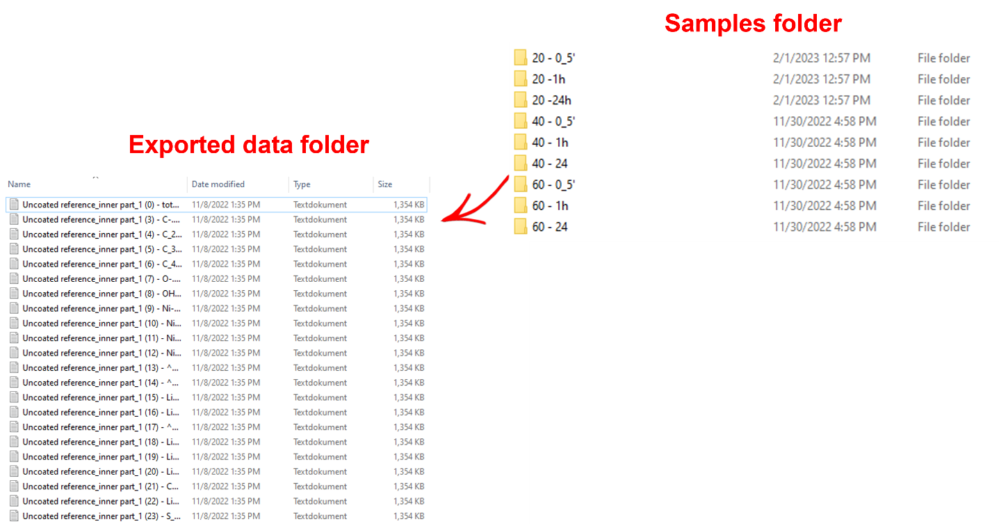 Samples folder
20 - 0_5' 2/1/2023 12:57 PM File folder
20 -1h 2/1/2023 12:57 PM File folder
20 -24h 2/1/2023 12:57 PM File folder
40 - 0_5' 11/30/2022 4:58 PM File folder
40 - 1h 11/30/2022 4:58 PM File folder
40 - 24 11/30/2022 4:58 PM File folder
60 - 0_5' 11/30/2022 4:58 PM File folder
60 - 1h 11/30/2022 4:58 PM File folder
60 - 24 11/30/2022 4:58 PM File folder
Exported data folder
Name Date modified Type Size
Uncoated reference_inner part_1 (0) - tot... 11/8/2022 1:35 PM Textdokument 1,354 KB
Uncoated reference_inner part_1 (3) - C-.... 11/8/2022 1:35 PM Textdokument 1,354 KB
Uncoated reference_inner part_1 (4) - C_2... 11/8/2022 1:35 PM Textdokument 1,354 KB
Uncoated reference_inner part_1 (5) - C_3... 11/8/2022 1:35 PM Textdokument 1,354 KB
Uncoated reference_inner part_1 (6) - C_4... 11/8/2022 1:35 PM Textdokument 1,354 KB
Uncoated reference_inner part_1 (7) - O-.... 11/8/2022 1:35 PM Textdokument 1,354 KB
Uncoated reference_inner part_1 (8) - OH... 11/8/2022 1:35 PM Textdokument 1,354 KB
Uncoated reference_inner part_1 (9) - Ni-... 11/8/2022 1:35 PM Textdokument 1,354 KB
Uncoated reference_inner part_1 (10) - Ni... 11/8/2022 1:35 PM Textdokument 1,354 KB
Uncoated reference_inner part_1 (11) - Ni... 11/8/2022 1:35 PM Textdokument 1,354 KB
Uncoated reference_inner part_1 (12) - Ni... 11/8/2022 1:35 PM Textdokument 1,354 KB
Uncoated reference_inner part_1 (13) - ^... 11/8/2022 1:35 PM Textdokument 1,354 KB
Uncoated reference_inner part_1 (14) - ^... 11/8/2022 1:35 PM Textdokument 1,354 KB
Uncoated reference_inner part_1 (15) - Li... 11/8/2022 1:35 PM Textdokument 1,354 KB
Uncoated reference_inner part_1 (16) - Li... 11/8/2022 1:35 PM Textdokument 1,354 KB
Uncoated reference_inner part_1 (17) - ^... 11/8/2022 1:35 PM Textdokument 1,354 KB
Uncoated reference_inner part_1 (18) - Li... 11/8/2022 1:35 PM Textdokument 1,354 KB
Uncoated reference_inner part_1 (19) - Li... 11/8/2022 1:35 PM Textdokument 1,354 KB
Uncoated reference_inner part_1 (20) - Li... 11/8/2022 1:35 PM Textdokument 1,354 KB
Uncoated reference_inner part_1 (21) - C... 11/8/2022 1:35 PM Textdokument 1,354 KB
Uncoated reference_inner part_1 (22) - Li... 11/8/2022 1:35 PM Textdokument 1,354 KB
Uncoated reference_inner part_1 (23) - S_... 11/8/2022 1:35 PM Textdokument 1,354 KB